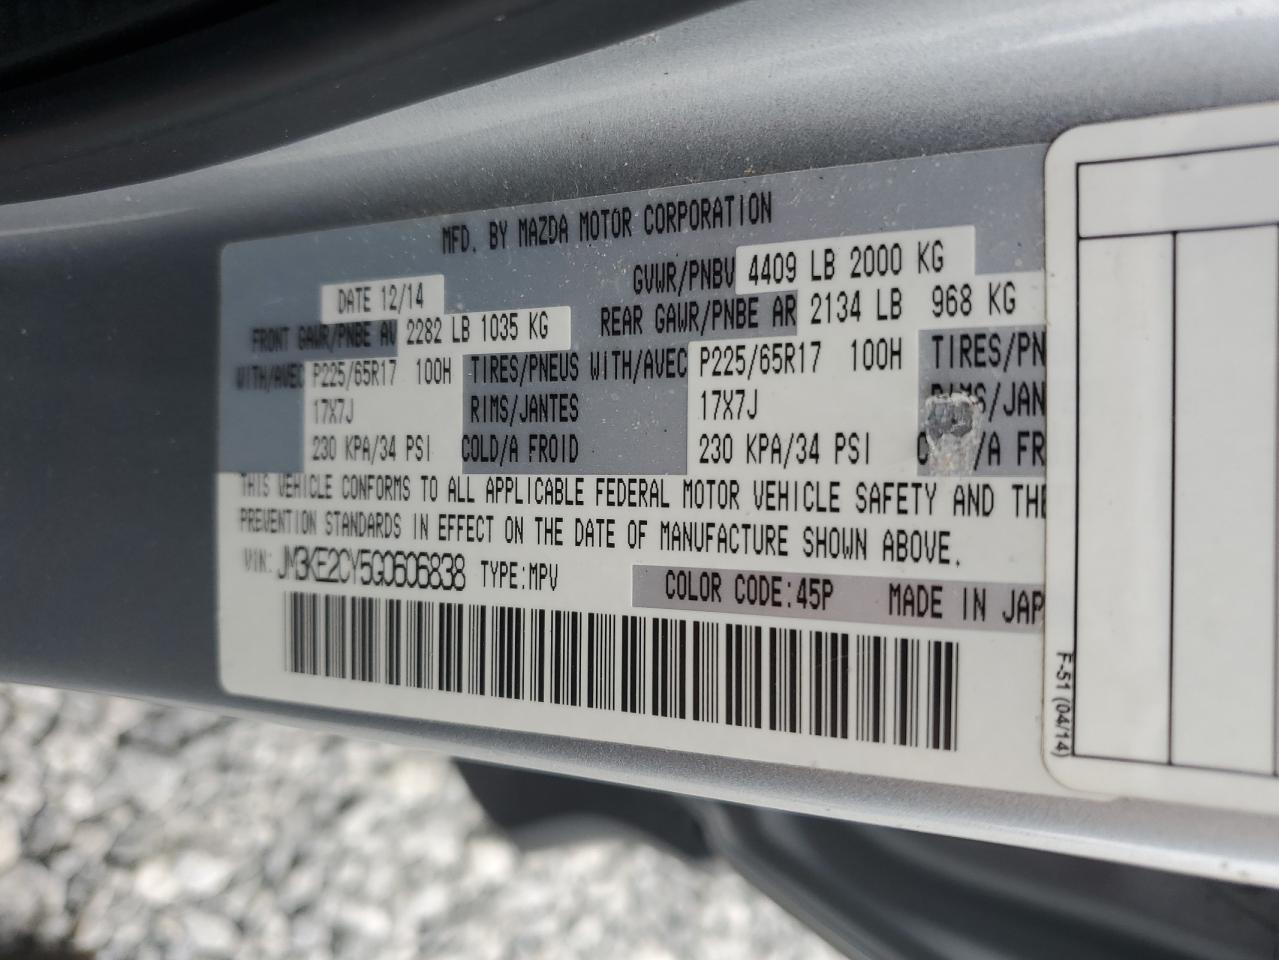 MFD. BY MAZDA MOTOR CORPORATION
DATE 12/14 GVWR/PNBV 4409 LB 2000 KG
FRONT GAWR/PNBE AV 2282 LB 1035 KG REAR GAWR/PNBE AR 2134 LB 968 KG
WITH/AVEC P225/65R17 100H TIRES/PNEUS WITH/AVEC P225/65R17 100H TIRES/PN
17X7J RIMS/JANTES 17X7J RIMS/JAN
230 KPA/34 PSI COLD/A FROID 230 KPA/34 PSI C /A FR
THIS VEHICLE CONFORMS TO ALL APPLICABLE FEDERAL MOTOR VEHICLE SAFETY AND THE
PREVENTION STANDARDS IN EFFECT ON THE DATE OF MANUFACTURE SHOWN ABOVE.
VIN: JM3KE2CY5G0606838 TYPE:MPV
COLOR CODE:45P MADE IN JAP
F-51 (04/14)